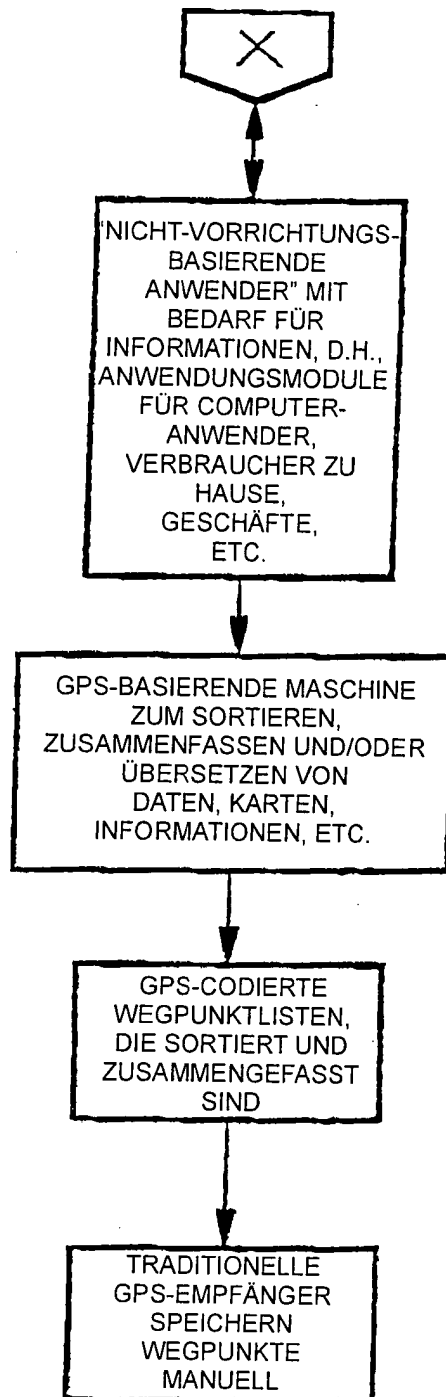 X
"NICHT-VORRICHTUNGS-
BASIERENDE
ANWENDER" MIT
BEDARF FÜR
INFORMATIONEN, D.H.,
ANWENDUNGSMODULE
FÜR COMPUTER-
ANWENDER,
VERBRAUCHER ZU
HAUSE,
GESCHÄFTE,
ETC.
GPS-BASIERENDE MASCHINE
ZUM SORTIEREN,
ZUSAMMENFASSEN UND/ODER
ÜBERSETZEN VON
DATEN, KARTEN,
INFORMATIONEN, ETC.
GPS-CODIERTE
WEGPUNKTLISTEN,
DIE SORTIERT UND
ZUSAMMENGEFASST
SIND
TRADITIONELLE
GPS-EMPFÄNGER
SPEICHERN
WEGPUNKTE
MANUELL